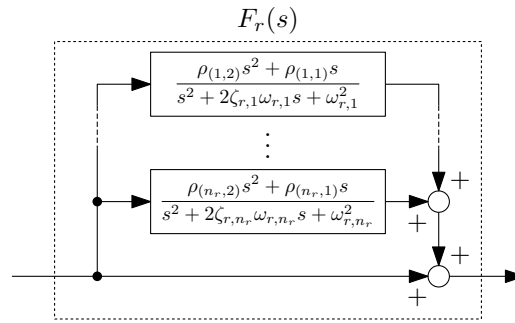 F_r(s)
\frac{\rho_{(1,2)}s^2 + \rho_{(1,1)}s}{s^2 + 2\zeta_{r,1}\omega_{r,1}s + \omega_{r,1}^2}
+
⋮
\frac{\rho_{(n_r,2)}s^2 + \rho_{(n_r,1)}s}{s^2 + 2\zeta_{r,n_r}\omega_{r,n_r}s + \omega_{r,n_r}^2}
+
+
+